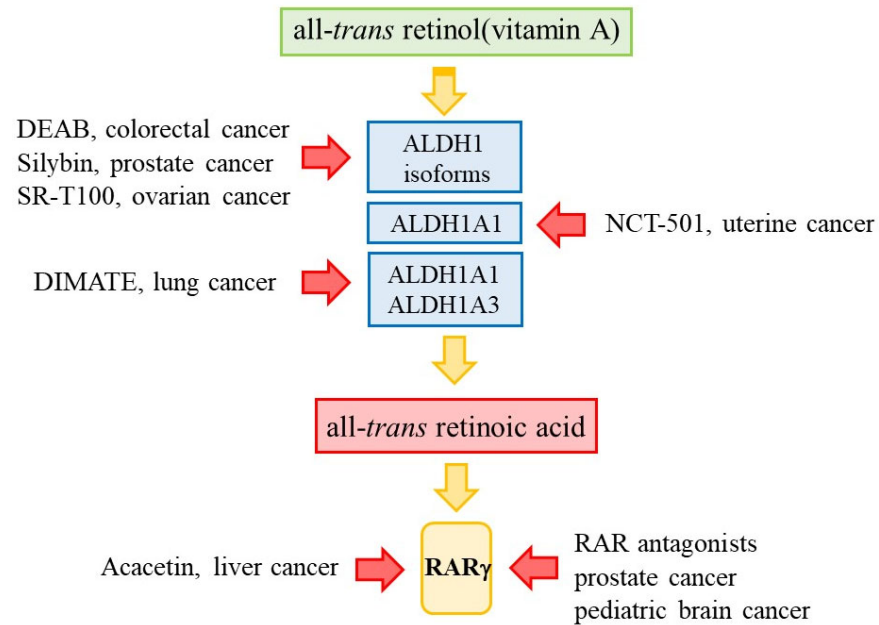 all-trans retinol(vitamin A)
DEAB, colorectal cancer
Silybin, prostate cancer
SR-T100, ovarian cancer
ALDH1
isoforms
ALDH1A1
NCT-501, uterine cancer
DIMATE, lung cancer
ALDH1A1
ALDH1A3
all-trans retinoic acid
Acacetin, liver cancer
RARγ
RAR antagonists
prostate cancer
pediatric brain cancer